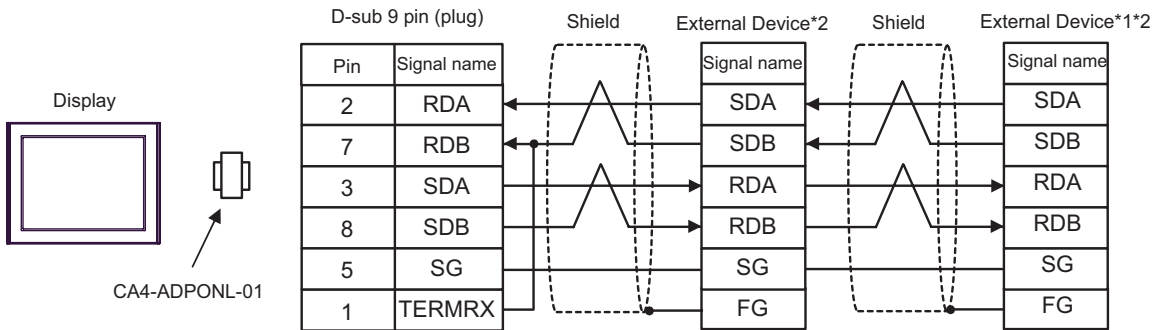 D-sub 9 pin (plug) Shield External Device*2 Shield External Device*1*2
Pin Signal name Signal name Signal name
Display
2 RDA SDA SDA
7 RDB SDB SDB
3 SDA RDA RDA
8 SDB RDB RDB
5 SG SG SG
CA4-ADPONL-01
1 TERMRX FG FG